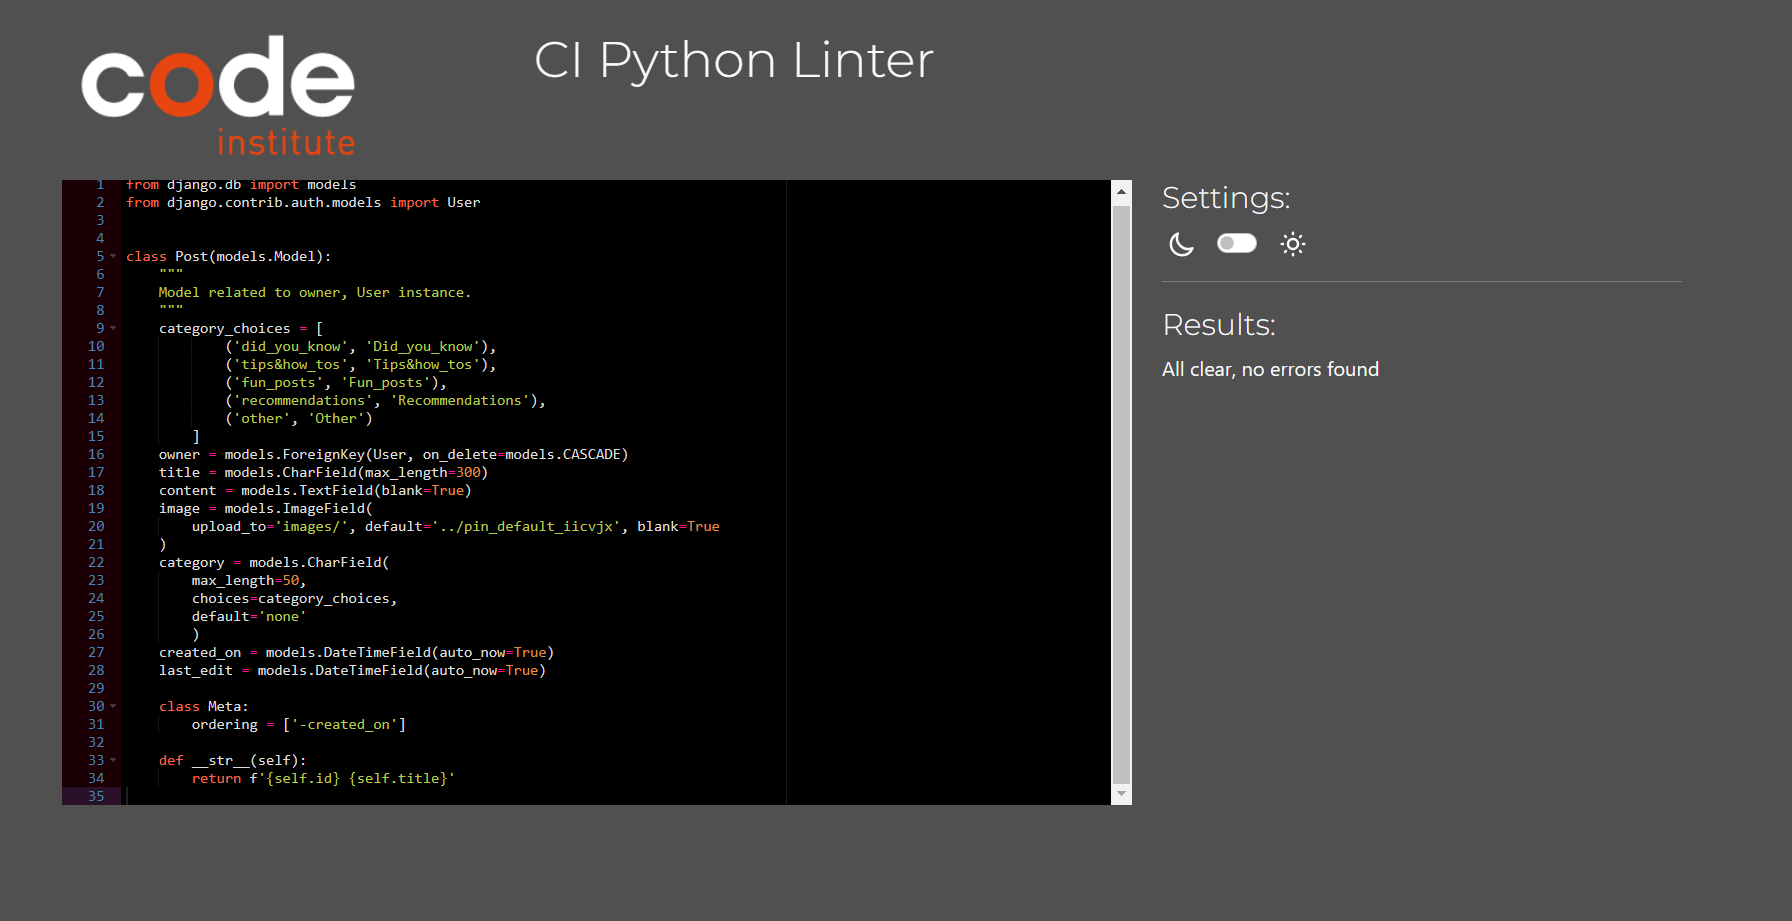 code
institute
CI Python Linter
1 from django.db import models
2 from django.contrib.auth.models import User
3
4
5 class Post(models.Model):
6     """
7     Model related to owner, User instance.
8     """
9     category_choices = [
10             ('did_you_know', 'Did_you_know'),
11             ('tips&how_tos', 'Tips&how_tos'),
12             ('fun_posts', 'Fun_posts'),
13             ('recommendations', 'Recommendations'),
14             ('other', 'Other')
15         ]
16     owner = models.ForeignKey(User, on_delete=models.CASCADE)
17     title = models.CharField(max_length=300)
18     content = models.TextField(blank=True)
19     image = models.ImageField(
20         upload_to='images/', default='../pin_default_iicvjx', blank=True
21     )
22     category = models.CharField(
23         max_length=50,
24         choices=category_choices,
25         default='none'
26         )
27     created_on = models.DateTimeField(auto_now=True)
28     last_edit = models.DateTimeField(auto_now=True)
29
30     class Meta:
31         ordering = ['-created_on']
32
33     def __str__(self):
34         return f'{self.id} {self.title}'
35
Settings:
Results:
All clear, no errors found